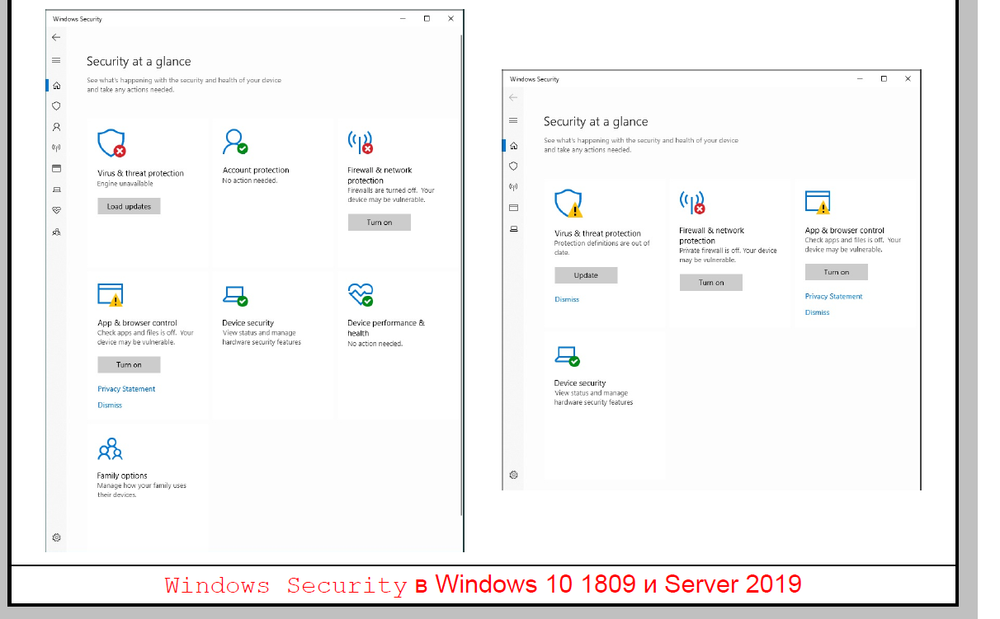 Windows Security
Security at a glance
See what's happening with the security and health of your device
and take any actions needed.
Virus & threat protection
Engine unavailable
Load updates
Account protection
No action needed.
Firewall & network
protection
Firewalls are turned off. Your
device may be vulnerable.
Turn on
App & browser control
Check apps and files is off. Your
device may be vulnerable.
Turn on
Privacy Statement
Dismiss
Device security
View status and manage
hardware security features
Device performance &
health
No action needed.
Family options
Manage how your family uses
their devices.
Windows Security
Security at a glance
See what's happening with the security and health of your device
and take any actions needed.
Virus & threat protection
Protection definitions are out of
date.
Update
Dismiss
Firewall & network
protection
Private firewall is off. Your device
may be vulnerable.
Turn on
App & browser control
Check apps and files is off. Your
device may be vulnerable.
Turn on
Privacy Statement
Dismiss
Device security
View status and manage
hardware security features
Windows Security в Windows 10 1809 и Server 2019